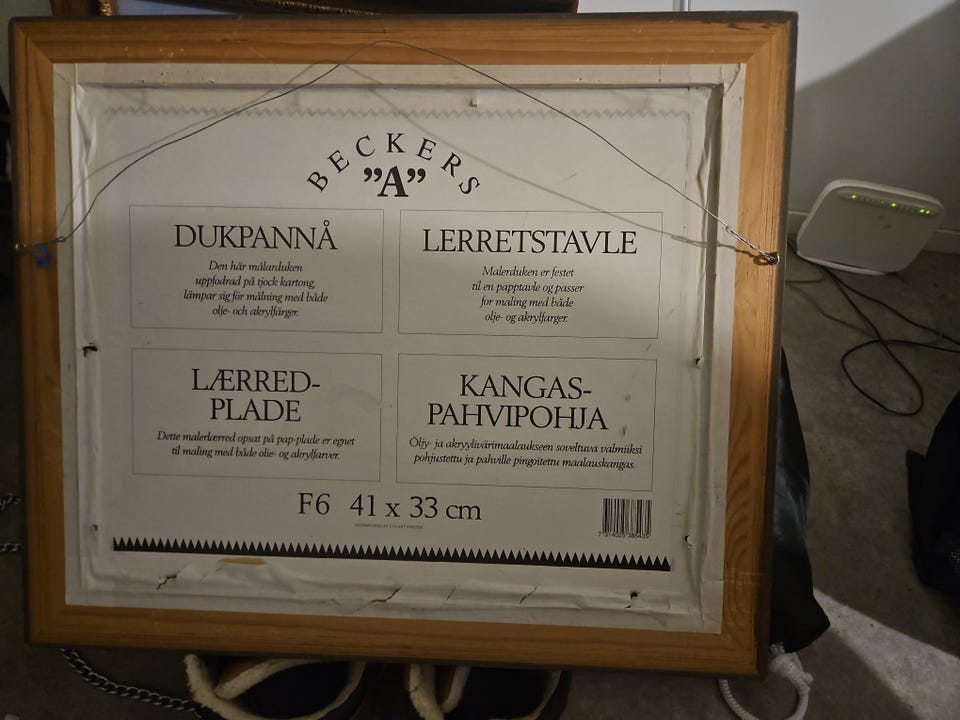 BECKERS
"A"
DUKPANNÅ
Den här målarduken
uppfodrad på tjock kartong,
lämpar sig för målning med både
olje- och akrylfärger.
LERRETSTAVLE
Malerduken er festet
til en papptavle og passer
for maling med både
olje- og akrylfarger.
LÆRRED-
PLADE
Dette malerlærred opsat på pap-plade er egnet
til maling med både olie- og akrylfarver.
KANGAS-
PAHVIPOHJA
Öljy- ja akryylivärimaalaukseen soveltuva valmiiksi
pohjustettu ja pahville pingoitettu maalauskangas.
F6 41 x 33 cm